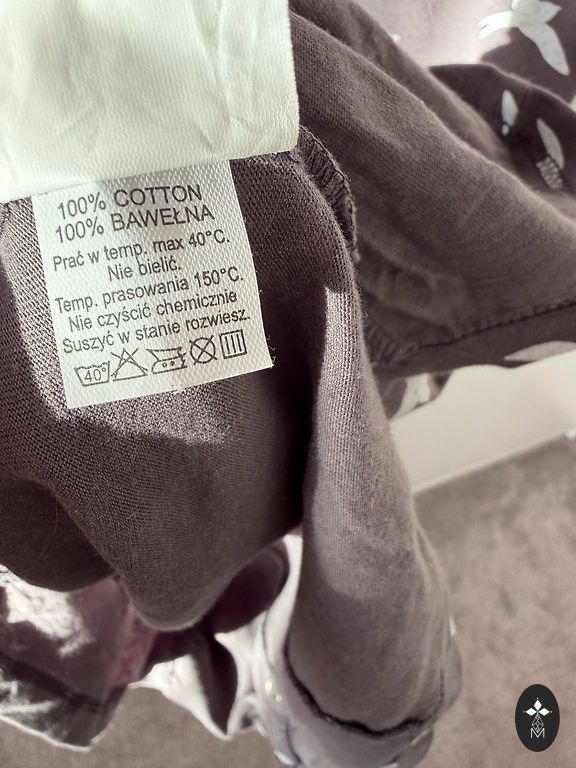 100% COTTON
100% BAWEŁNA
Prać w temp. max 40°C.
Nie bielić.
Temp. prasowania 150°C.
Nie czyścić chemicznie
Suszyć w stanie rozwiesz.
40°
M